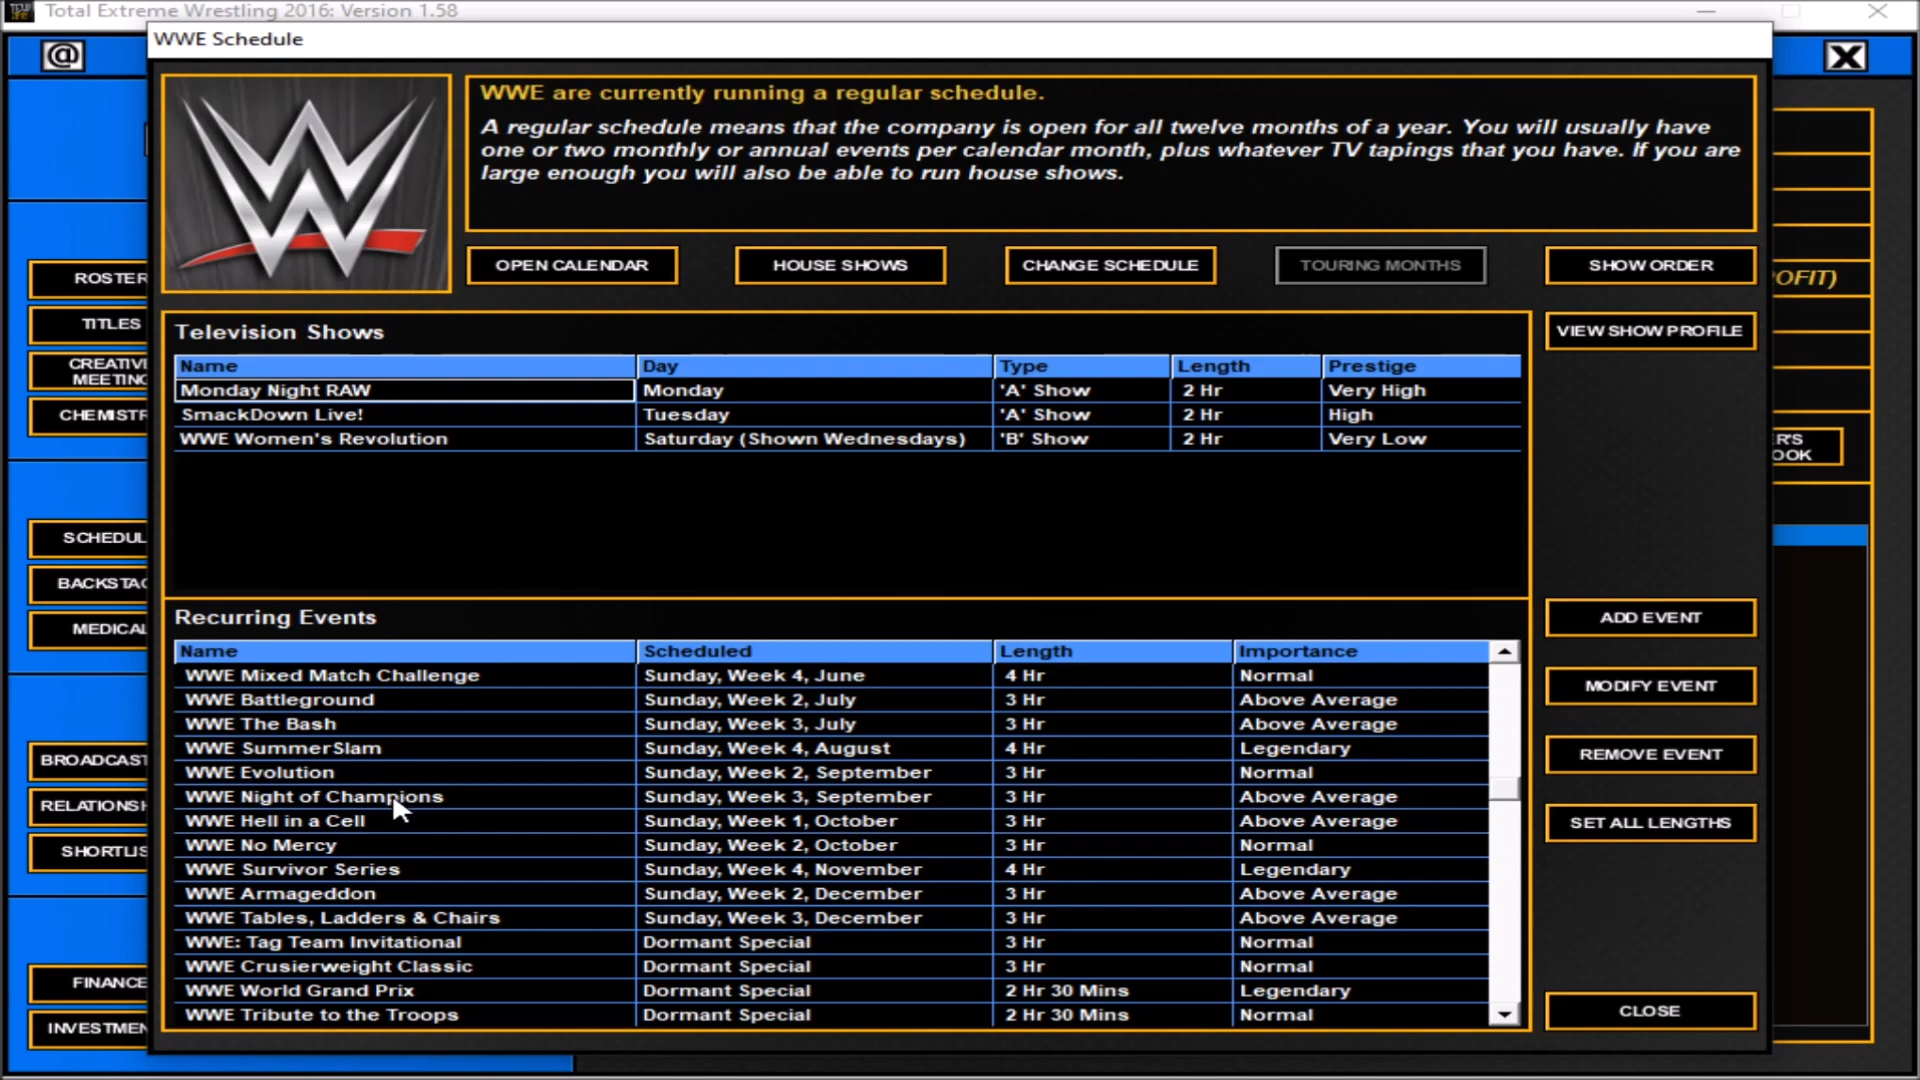 Total Extreme Wrestling 2016: Version 1.58
WWE Schedule
@
X
WWE are currently running a regular schedule.
A regular schedule means that the company is open for all twelve months of a year. You will usually have
one or two monthly or annual events per calendar month, plus whatever TV tapings that you have. If you are
large enough you will also be able to run house shows.
OPEN CALENDAR
HOUSE SHOWS
CHANGE SCHEDULE
TOURING MONTHS
SHOW ORDER
VIEW SHOW PROFILE
ROSTER
TITLES
CREATIVE
MEETING
CHEMISTR
SCHEDUL
BACKSTAG
MEDICAL
BROADCAST
RELATIONSH
SHORTLIS
FINANCE
INVESTMEN
OFIT)
ER'S
OOK
Television Shows
Name Day Type Length Prestige
Monday Night RAW Monday 'A' Show 2 Hr Very High
SmackDown Live! Tuesday 'A' Show 2 Hr High
WWE Women's Revolution Saturday (Shown Wednesdays) 'B' Show 2 Hr Very Low
Recurring Events
Name Scheduled Length Importance
WWE Mixed Match Challenge Sunday, Week 4, June 4 Hr Normal
WWE Battleground Sunday, Week 2, July 3 Hr Above Average
WWE The Bash Sunday, Week 3, July 3 Hr Above Average
WWE SummerSlam Sunday, Week 4, August 4 Hr Legendary
WWE Evolution Sunday, Week 2, September 3 Hr Normal
WWE Night of Champions Sunday, Week 3, September 3 Hr Above Average
WWE Hell in a Cell Sunday, Week 1, October 3 Hr Above Average
WWE No Mercy Sunday, Week 2, October 3 Hr Normal
WWE Survivor Series Sunday, Week 4, November 4 Hr Legendary
WWE Armageddon Sunday, Week 2, December 3 Hr Above Average
WWE Tables, Ladders & Chairs Sunday, Week 3, December 3 Hr Above Average
WWE: Tag Team Invitational Dormant Special 3 Hr Normal
WWE Crusierweight Classic Dormant Special 3 Hr Normal
WWE World Grand Prix Dormant Special 2 Hr 30 Mins Legendary
WWE Tribute to the Troops Dormant Special 2 Hr 30 Mins Normal
ADD EVENT
MODIFY EVENT
REMOVE EVENT
SET ALL LENGTHS
CLOSE